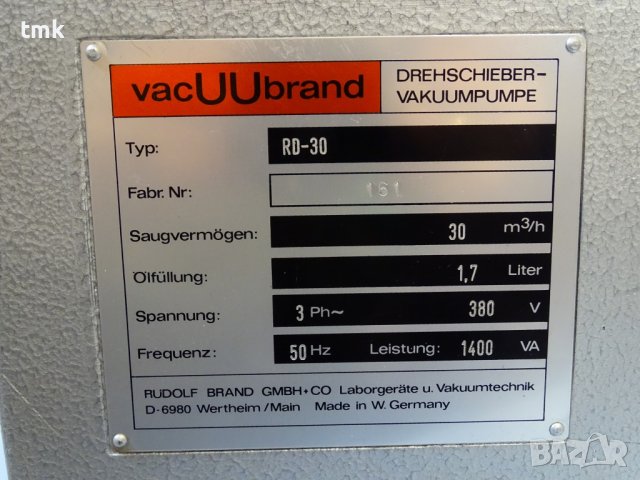 tmk
vacUUbrand
DREHSCHIEBER-
VAKUUMPUMPE
Typ: RD-30
Fabr. Nr: 161
Saugvermögen: 30 m³/h
Ölfüllung: 1,7 Liter
Spannung: 3 Ph~ 380 V
Frequenz: 50 Hz Leistung: 1400 VA
RUDOLF BRAND GMBH+CO Laborgeräte u. Vakuumtechnik
D-6980 Wertheim/Main Made in W. Germany
BAZAR